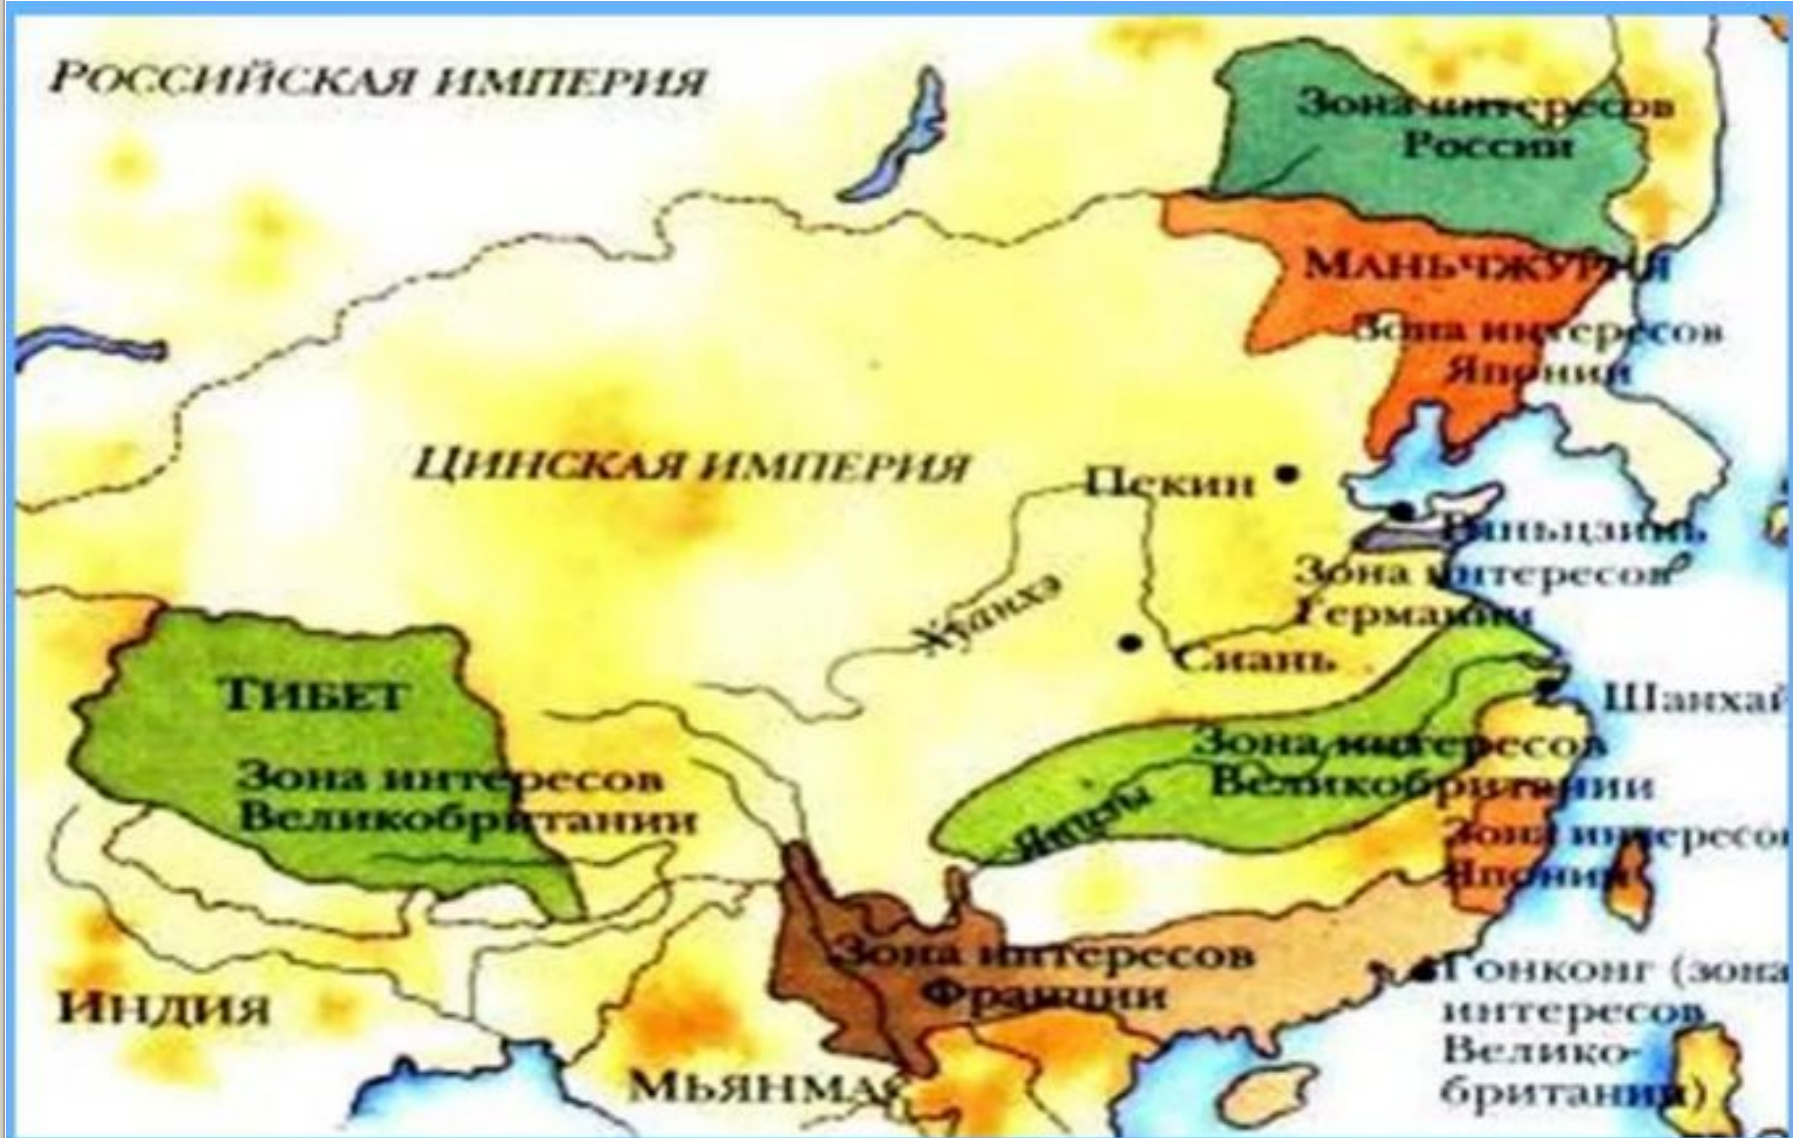 РОССИЙСКАЯ ИМПЕРИЯ
Зона интересов
России
МАНЬЧЖУРИЯ
Зона интересов
Японии
ЦИНСКАЯ ИМПЕРИЯ
Пекин
Зона интересов
Германии
Хуанхэ
Сиань
ТИБЕТ
Зона интересов
Великобритании
Шанхай
Зона интересов
Великобритании
Янцзы
Зона интересов
Японии
Зона интересов
Франции
Гонконг (зона
интересов
Велико-
британии)
ИНДИЯ
МЬЯНМА